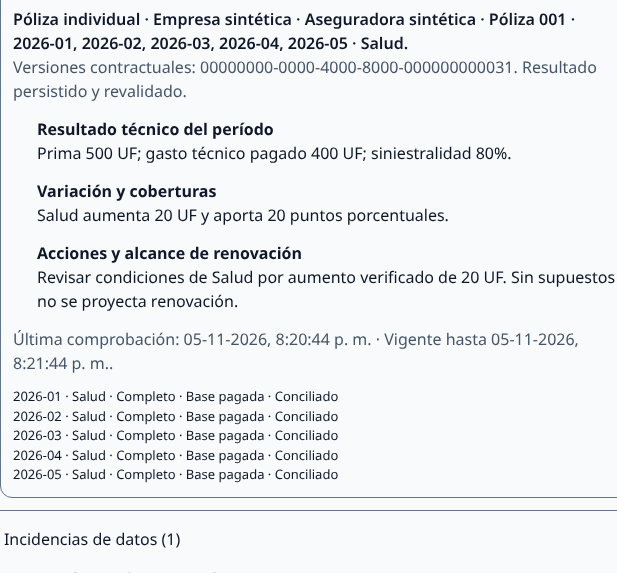 Póliza individual · Empresa sintética · Aseguradora sintética · Póliza 001 ·
2026-01, 2026-02, 2026-03, 2026-04, 2026-05 · Salud.
Versiones contractuales: 00000000-0000-4000-8000-000000000031. Resultado
persistido y revalidado.
Resultado técnico del período
Prima 500 UF; gasto técnico pagado 400 UF; siniestralidad 80%.
Variación y coberturas
Salud aumenta 20 UF y aporta 20 puntos porcentuales.
Acciones y alcance de renovación
Revisar condiciones de Salud por aumento verificado de 20 UF. Sin supuestos
no se proyecta renovación.
Última comprobación: 05-11-2026, 8:20:44 p. m. · Vigente hasta 05-11-2026,
8:21:44 p. m..
2026-01 · Salud · Completo · Base pagada · Conciliado
2026-02 · Salud · Completo · Base pagada · Conciliado
2026-03 · Salud · Completo · Base pagada · Conciliado
2026-04 · Salud · Completo · Base pagada · Conciliado
2026-05 · Salud · Completo · Base pagada · Conciliado
Incidencias de datos (1)